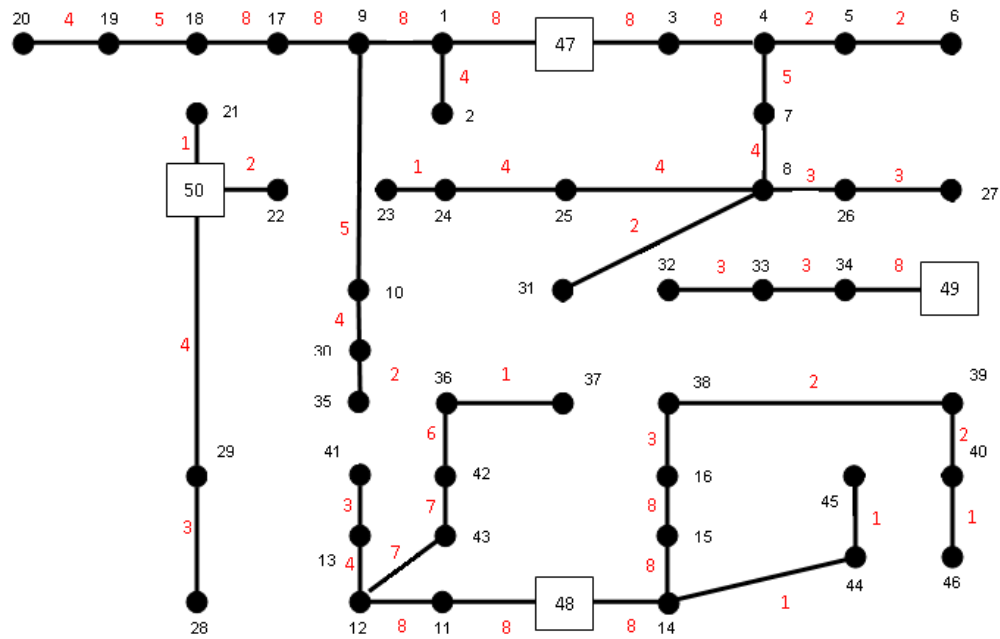 20 19 18 17 9 1 3 4 5 6
4 5 8 8 8 8 47 8 8 2 2
4 5
21 2 7
1 2 4 1 4 4 8 3 3
50 22 23 24 25 26 27
5 2
31 32 3 33 3 34 8 49
10
4 4
30
35 2 36 1 37 38 2 39
6 3 2
29 41 42 16 45 40
3 7 8 1 1
3 13 4 7 43 15
8 44 46
28 12 8 11 8 48 8 14 1